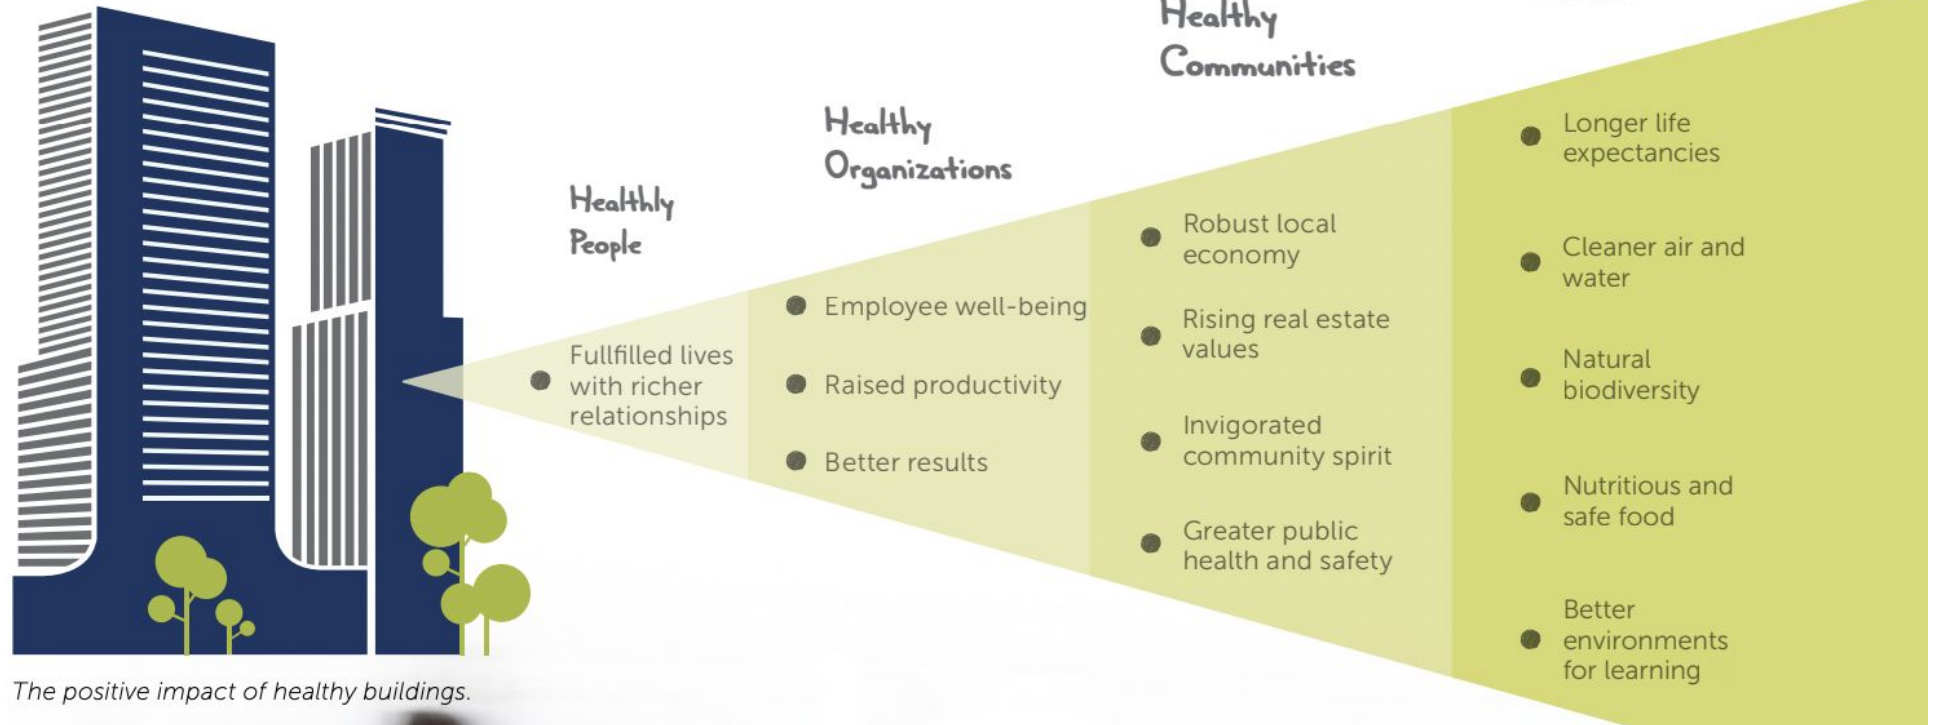 Healthly
People
Fullfilled lives
with richer
relationships
Healthy
Organizations
Employee well-being
Raised productivity
Better results
Healthy
Communities
Robust local
economy
Rising real estate
values
Invigorated
community spirit
Greater public
health and safety
Longer life
expectancies
Cleaner air and
water
Natural
biodiversity
Nutritious and
safe food
Better
environments
for learning
The positive impact of healthy buildings.